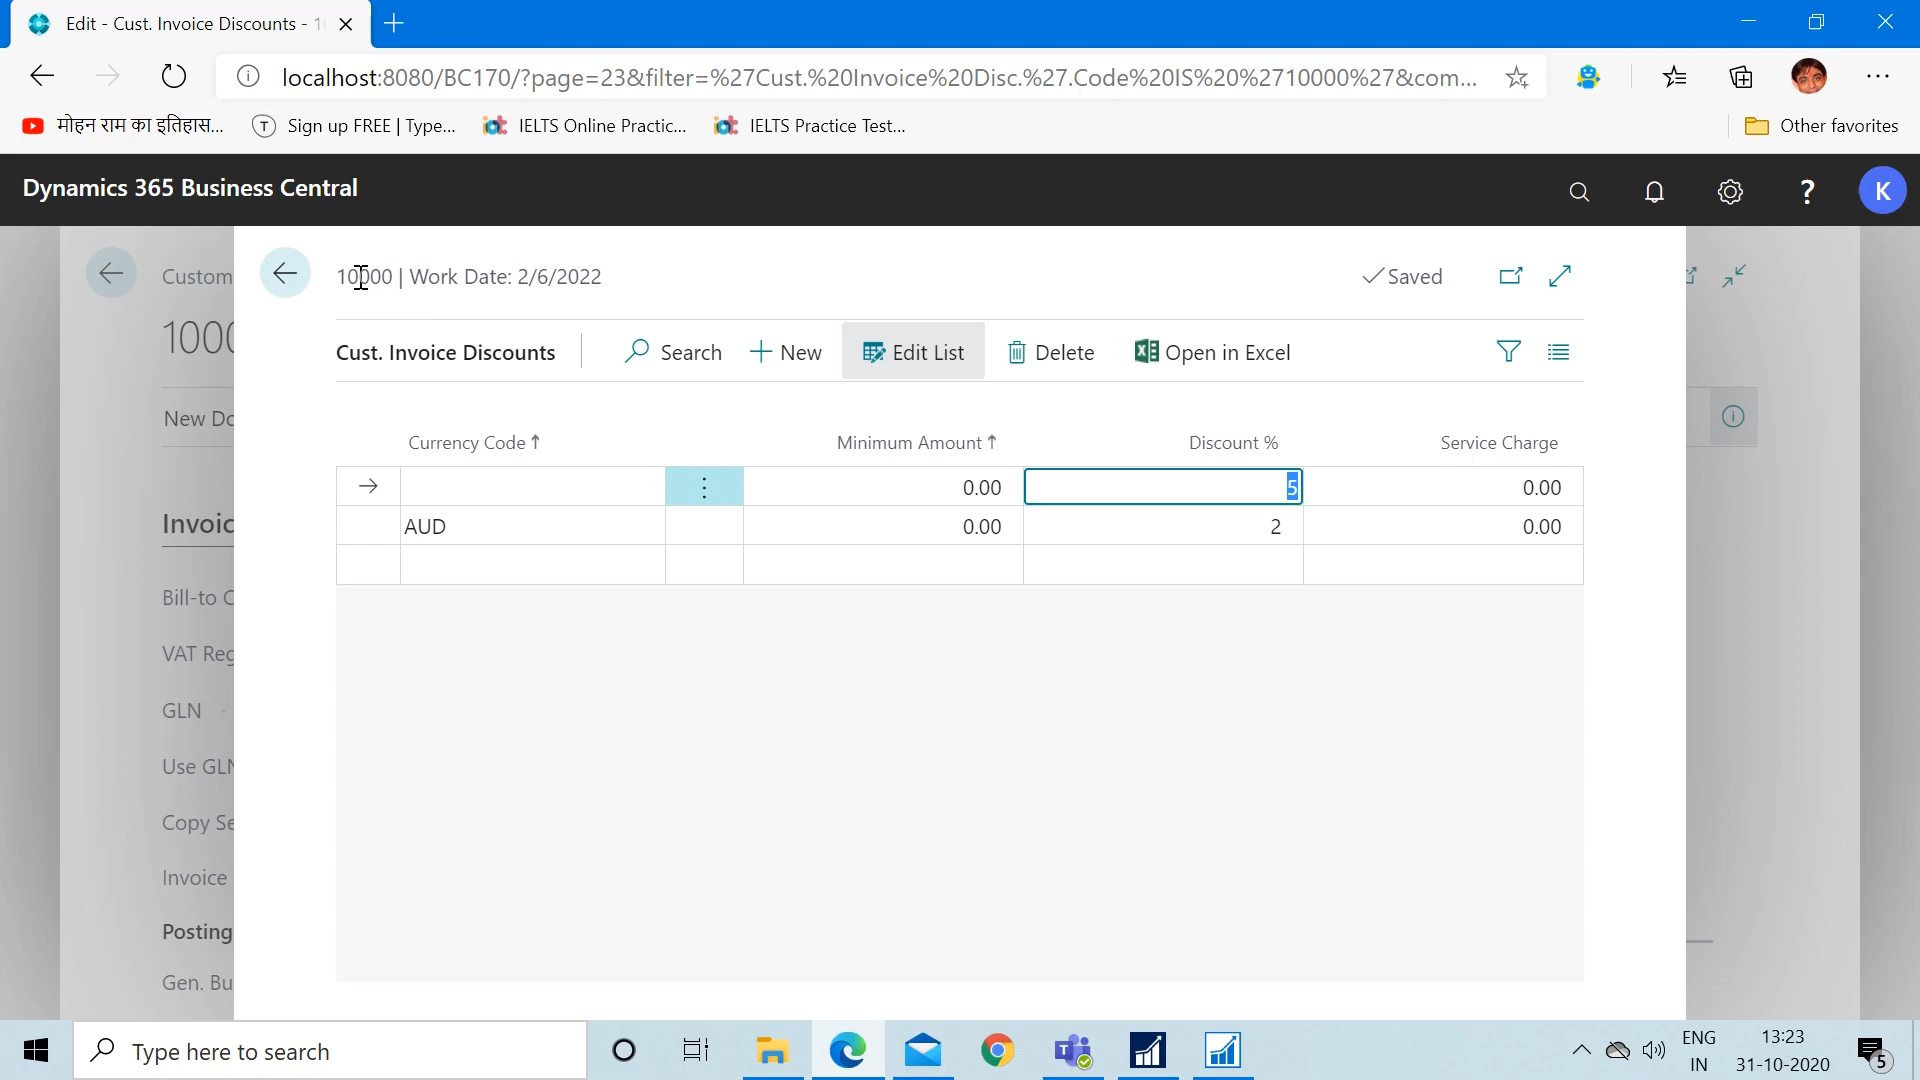 Edit - Cust. Invoice Discounts - 1
localhost:8080/BC170/?page=23&filter=%27Cust.%20Invoice%20Disc.%27.Code%20IS%20%2710000%27&com...
मोहन राम का इतिहास...
T Sign up FREE | Type...
IELTS Online Practic...
IELTS Practice Test...
Other favorites
Dynamics 365 Business Central
? K
Custom
10000 | Work Date: 2/6/2022
Saved
1000
Cust. Invoice Discounts
Search
New
Edit List
Delete
Open in Excel
New Do
Currency Code ↑ Minimum Amount ↑ Discount % Service Charge
0.00 5 0.00
AUD 0.00 2 0.00
Invoic
Bill-to C
VAT Reg
GLN
Use GLN
Copy Se
Invoice
Posting
Gen. Bu
Type here to search
ENG
IN
13:23
31-10-2020
5